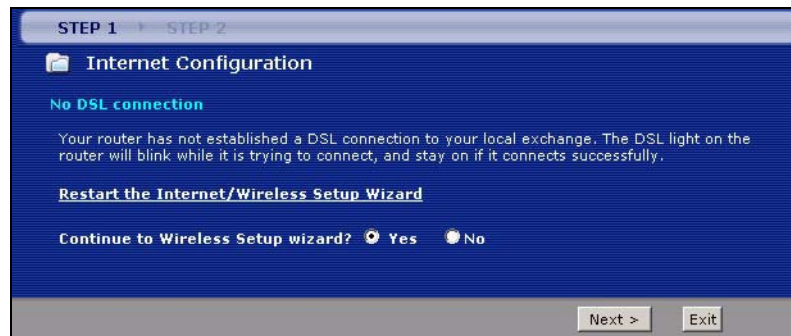 STEP 1 STEP 2
Internet Configuration
No DSL connection
Your router has not established a DSL connection to your local exchange. The DSL light on the
router will blink while it is trying to connect, and stay on if it connects successfully.
Restart the Internet/Wireless Setup Wizard
Continue to Wireless Setup wizard? Yes No
Next > Exit